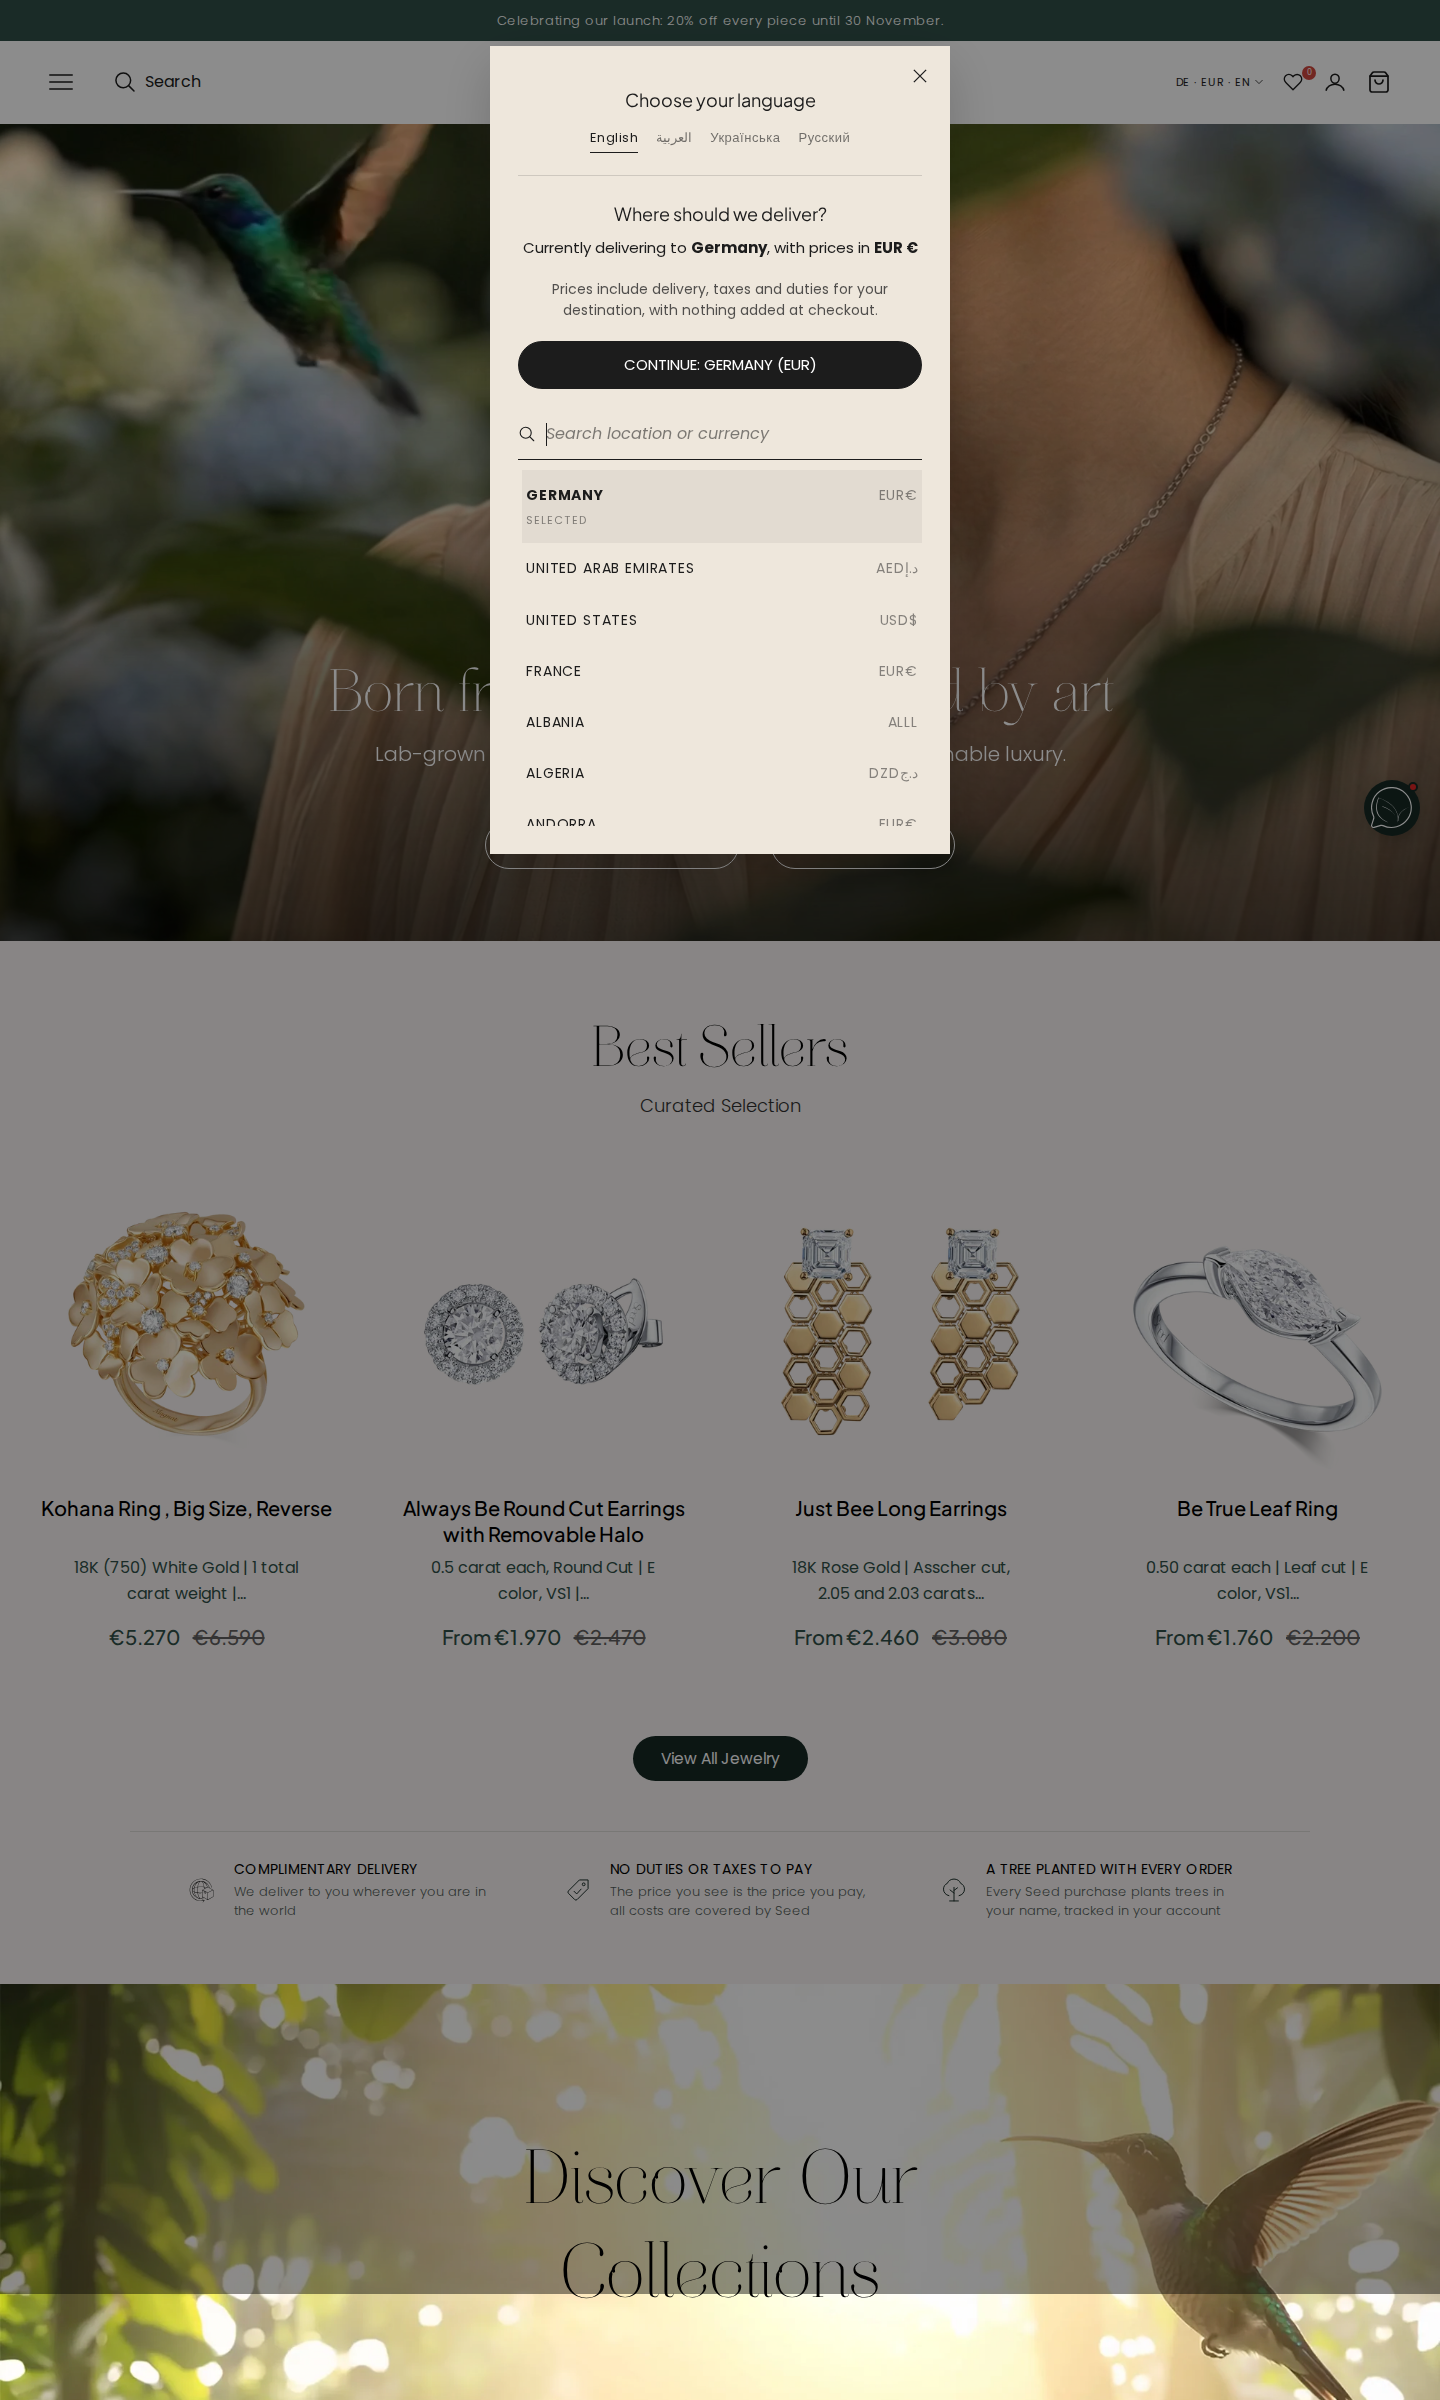 Celebrating our launch: 20% off every piece until 30 November.
Search
DE · EUR · EN
0
Choose your language
English العربية Українська Русский
Where should we deliver?
Currently delivering to Germany, with prices in EUR €
Prices include delivery, taxes and duties for your
destination, with nothing added at checkout.
CONTINUE: GERMANY (EUR)
Search location or currency
GERMANY EUR€
SELECTED
UNITED ARAB EMIRATES AEDد.إ
UNITED STATES USD$
FRANCE EUR€
ALBANIA ALLL
ALGERIA DZDد.ج
ANDORRA EUR€
Born by art
Lab-grown luxury.
Best Sellers
Curated Selection
Kohana Ring , Big Size, Reverse
18K (750) White Gold | 1 total
carat weight |...
€5.270 €6.590
Always Be Round Cut Earrings
with Removable Halo
0.5 carat each, Round Cut | E
color, VS1 |...
From €1.970 €2.470
Just Bee Long Earrings
18K Rose Gold | Asscher cut,
2.05 and 2.03 carats...
From €2.460 €3.080
Be True Leaf Ring
0.50 carat each | Leaf cut | E
color, VS1...
From €1.760 €2.200
View All Jewelry
COMPLIMENTARY DELIVERY
We deliver to you wherever you are in
the world
NO DUTIES OR TAXES TO PAY
The price you see is the price you pay,
all costs are covered by Seed
A TREE PLANTED WITH EVERY ORDER
Every Seed purchase plants trees in
your name, tracked in your account
Discover Our
Collections